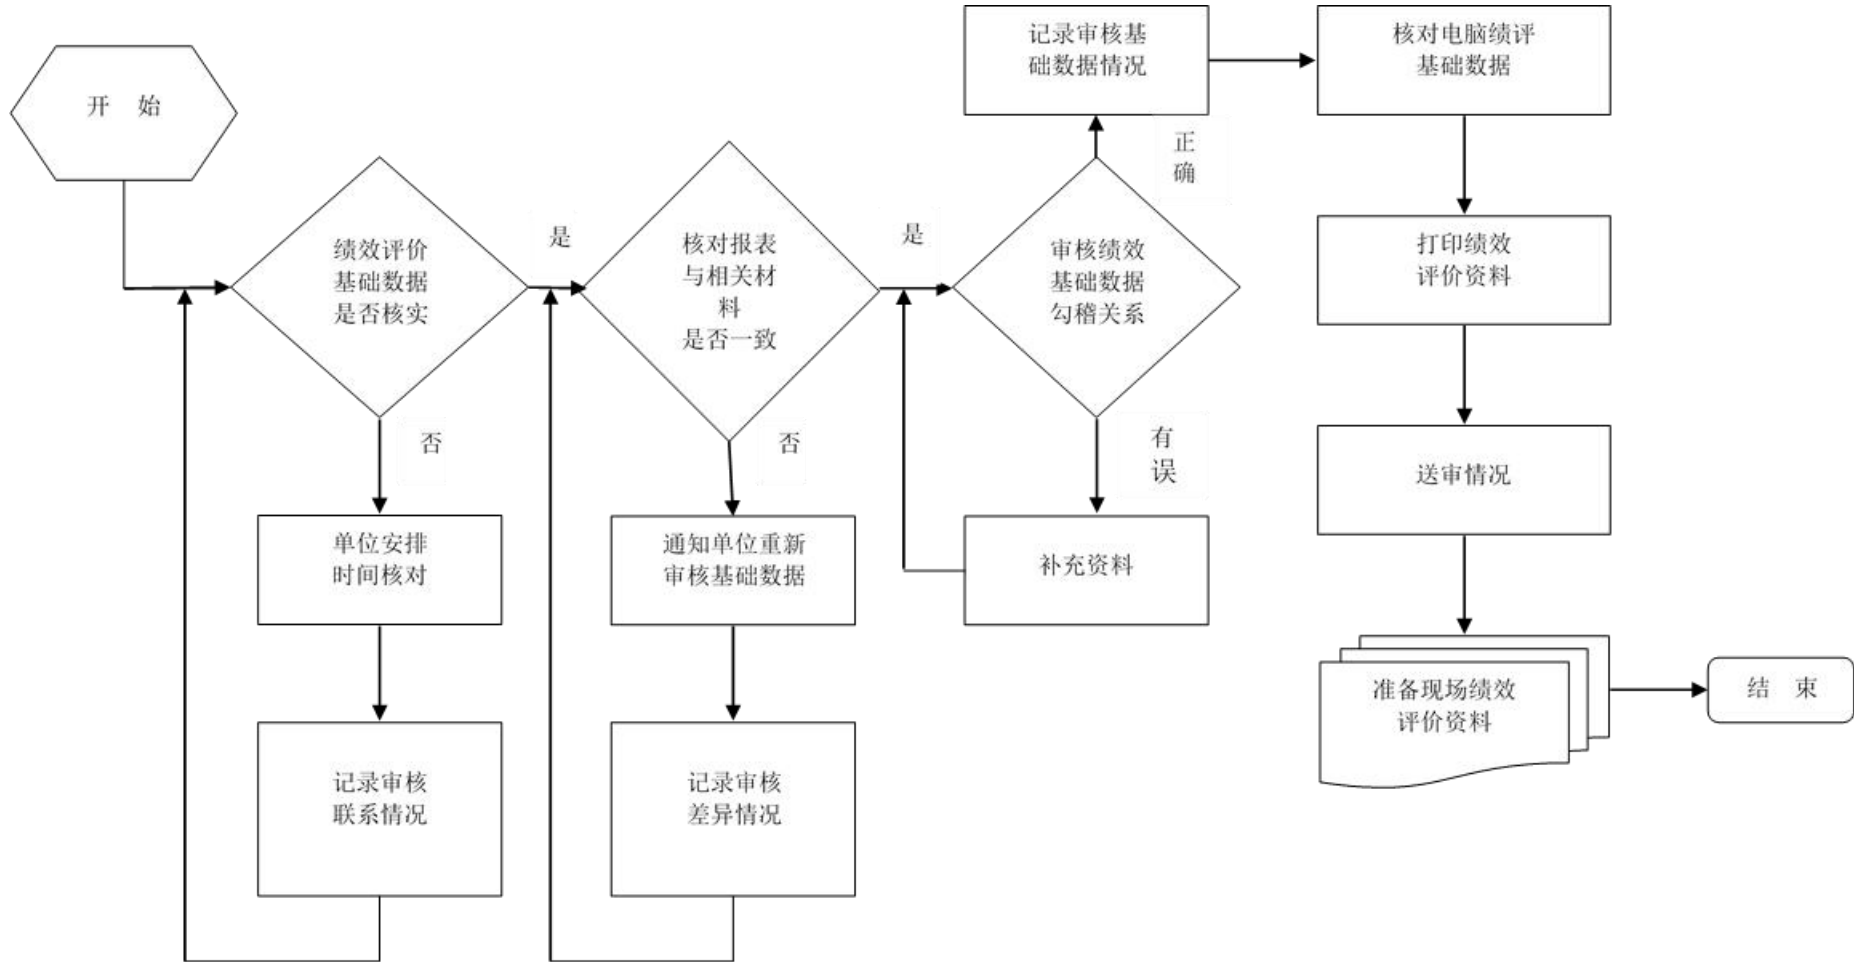 开 始
绩效评价
基础数据
是否核实
是
否
单位安排
时间核对
记录审核
联系情况
核对报表
与相关材
料
是否一致
是
否
通知单位重新
审核基础数据
记录审核
差异情况
审核绩效
基础数据
勾稽关系
正
确
有
误
补充资料
记录审核基
础数据情况
核对电脑绩评
基础数据
打印绩效
评价资料
送审情况
准备现场绩效
评价资料
结 束